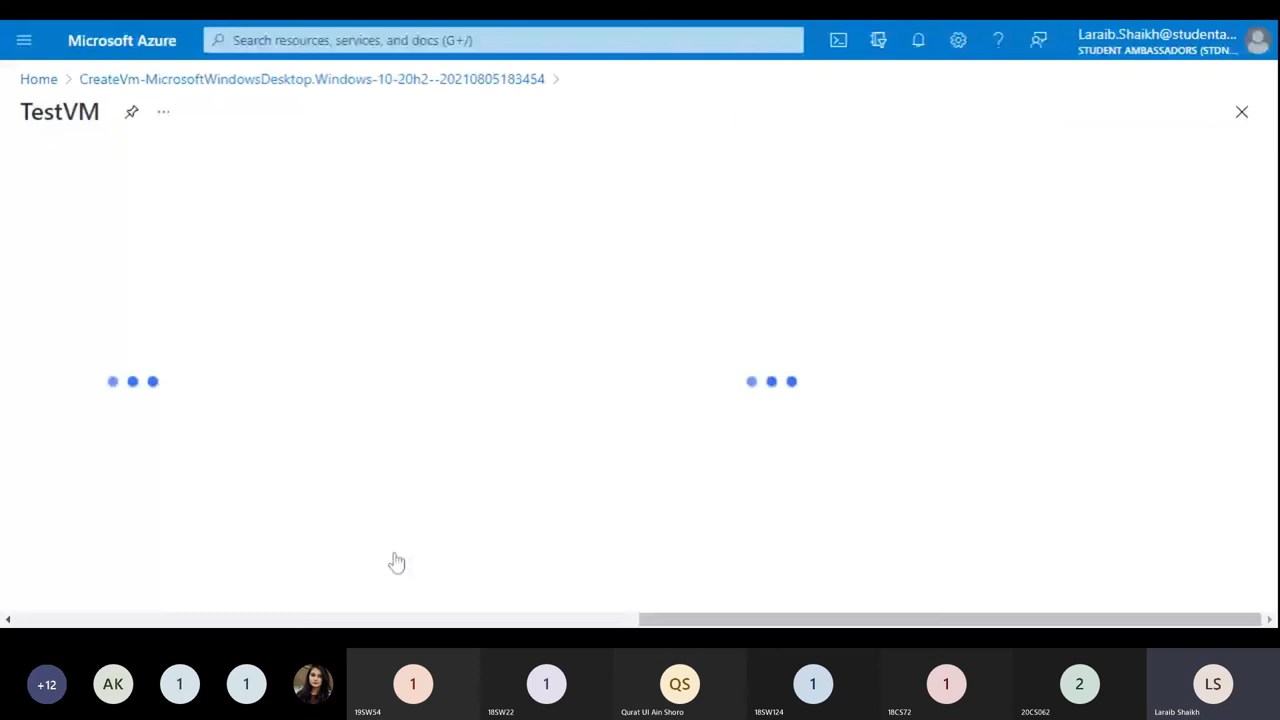 Microsoft Azure
Search resources, services, and docs (G+/)
Laraib.Shaikh@studenta...
STUDENT AMBASSADORS (STDN...
Home > CreateVm-MicrosoftWindowsDesktop.Windows-10-20h2--20210805183454 >
TestVM
+12
AK
1
1
1
19SW54
1
18SW22
QS
Qurat Ul Ain Shoro
1
18SW124
1
18CS72
2
20CS062
LS
Laraib Shaikh